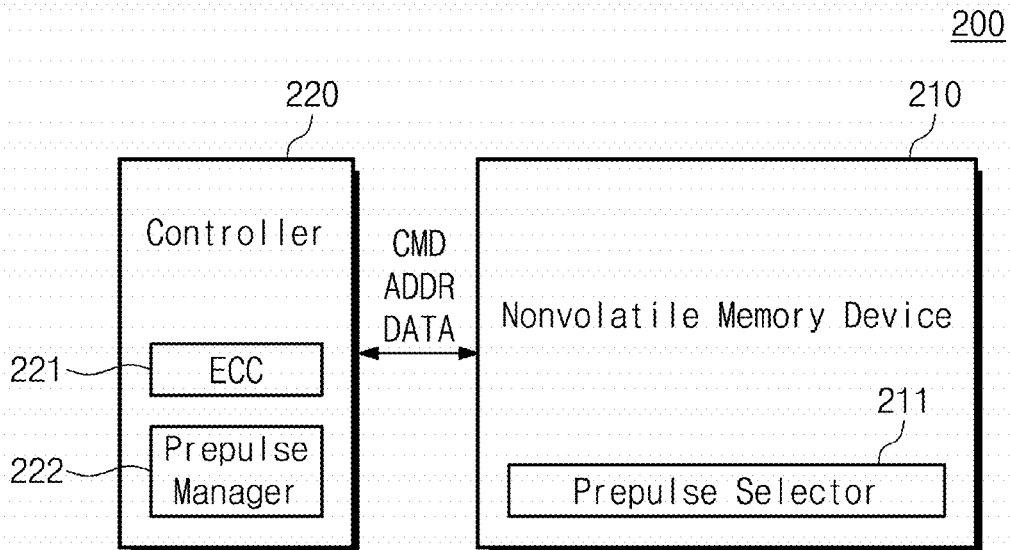 200
220
210
Controller
CMD
ADDR
DATA
Nonvolatile Memory Device
221
ECC
211
222
Prepulse
Manager
Prepulse Selector